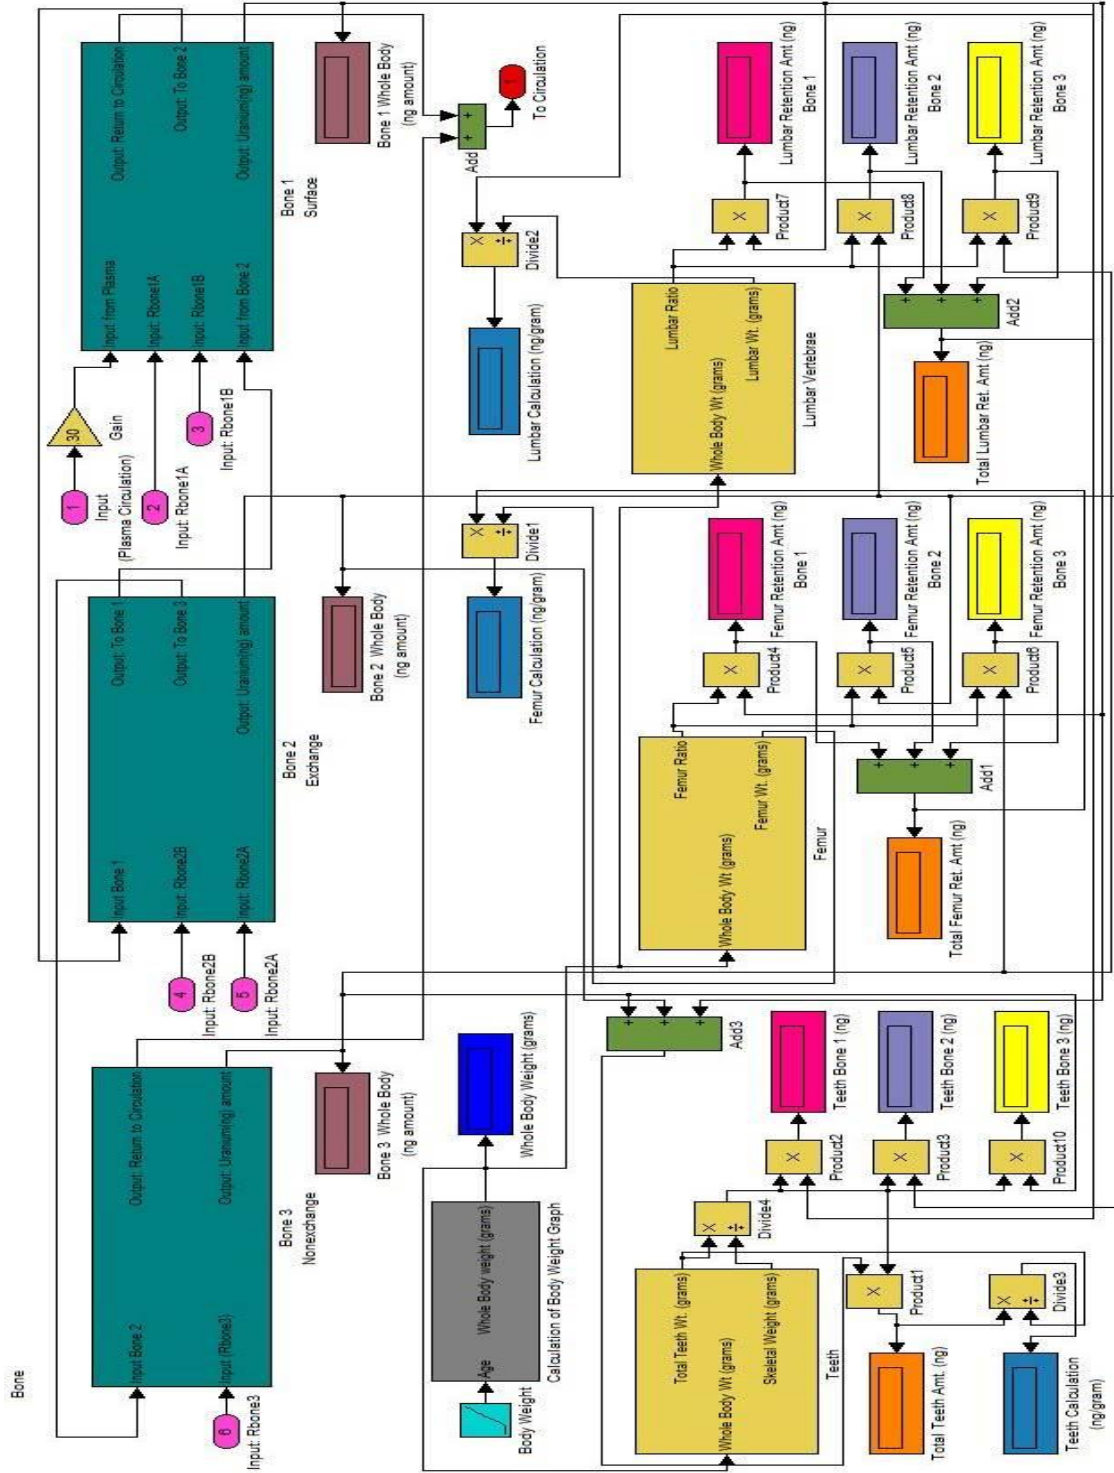 Bone
Input Bone 2
Input (Rbone3)
Output: Return to Circulation
Output: Uranium(ng) amount
Bone 3
Nonexchange
6
Input: Rbone3
Input Bone 1
Input: Rbone2B
Input: Rbone2A
Output: To Bone 1
Output: To Bone 3
Output: Uranium(ng) amount
Bone 2
Exchange
4
Input: Rbone2B
5
Input: Rbone2A
Input from Plasma
Input: Rbone1A
Input: Rbone1B
Input from Bone 2
Output: Return to Circulation
Output: To Bone 2
Output: Uranium(ng) amount
Bone 1
Surface
.30
Gain
1
Input
(Plasma Circulation)
2
Input: Rbone1A
3
Input: Rbone1B
Bone 3 Whole Body
(ng amount)
Bone 2 Whole Body
(ng amount)
Bone 1 Whole Body
(ng amount)
+
+
Add
1
To Circulation
Body Weight
Age
Whole Body weight (grams)
Calculation of Body Weight Graph
Whole Body Weight (grams)
Femur Calculation (ng/gram)
×
÷
Divide1
Lumbar Calculation (ng/gram)
×
÷
Divide2
Whole Body Wt (grams)
Total Teeth Wt. (grams)
Skeletal Weight (grams)
Teeth
×
÷
Divide4
+
+
+
Add3
Whole Body Wt (grams)
Femur Ratio
Femur Wt. (grams)
Femur
Whole Body Wt (grams)
Lumbar Ratio
Lumbar Wt. (grams)
Lumbar Vertebrae
×
Product2
Teeth Bone 1 (ng)
×
Product4
Femur Retention Amt (ng)
Bone 1
×
Product7
Lumbar Retention Amt (ng)
Bone 1
×
Product1
×
Product3
Teeth Bone 2 (ng)
×
Product5
Femur Retention Amt (ng)
Bone 2
×
Product8
Lumbar Retention Amt (ng)
Bone 2
Total Teeth Amt. (ng)
Total Femur Ret. Amt (ng)
+
+
+
Add1
Total Lumbar Ret. Amt (ng)
+
+
+
Add2
Teeth Calculation
(ng/gram)
×
÷
Divide3
×
Product10
Teeth Bone 3 (ng)
×
Product6
Femur Retention Amt (ng)
Bone 3
×
Product9
Lumbar Retention Amt (ng)
Bone 3